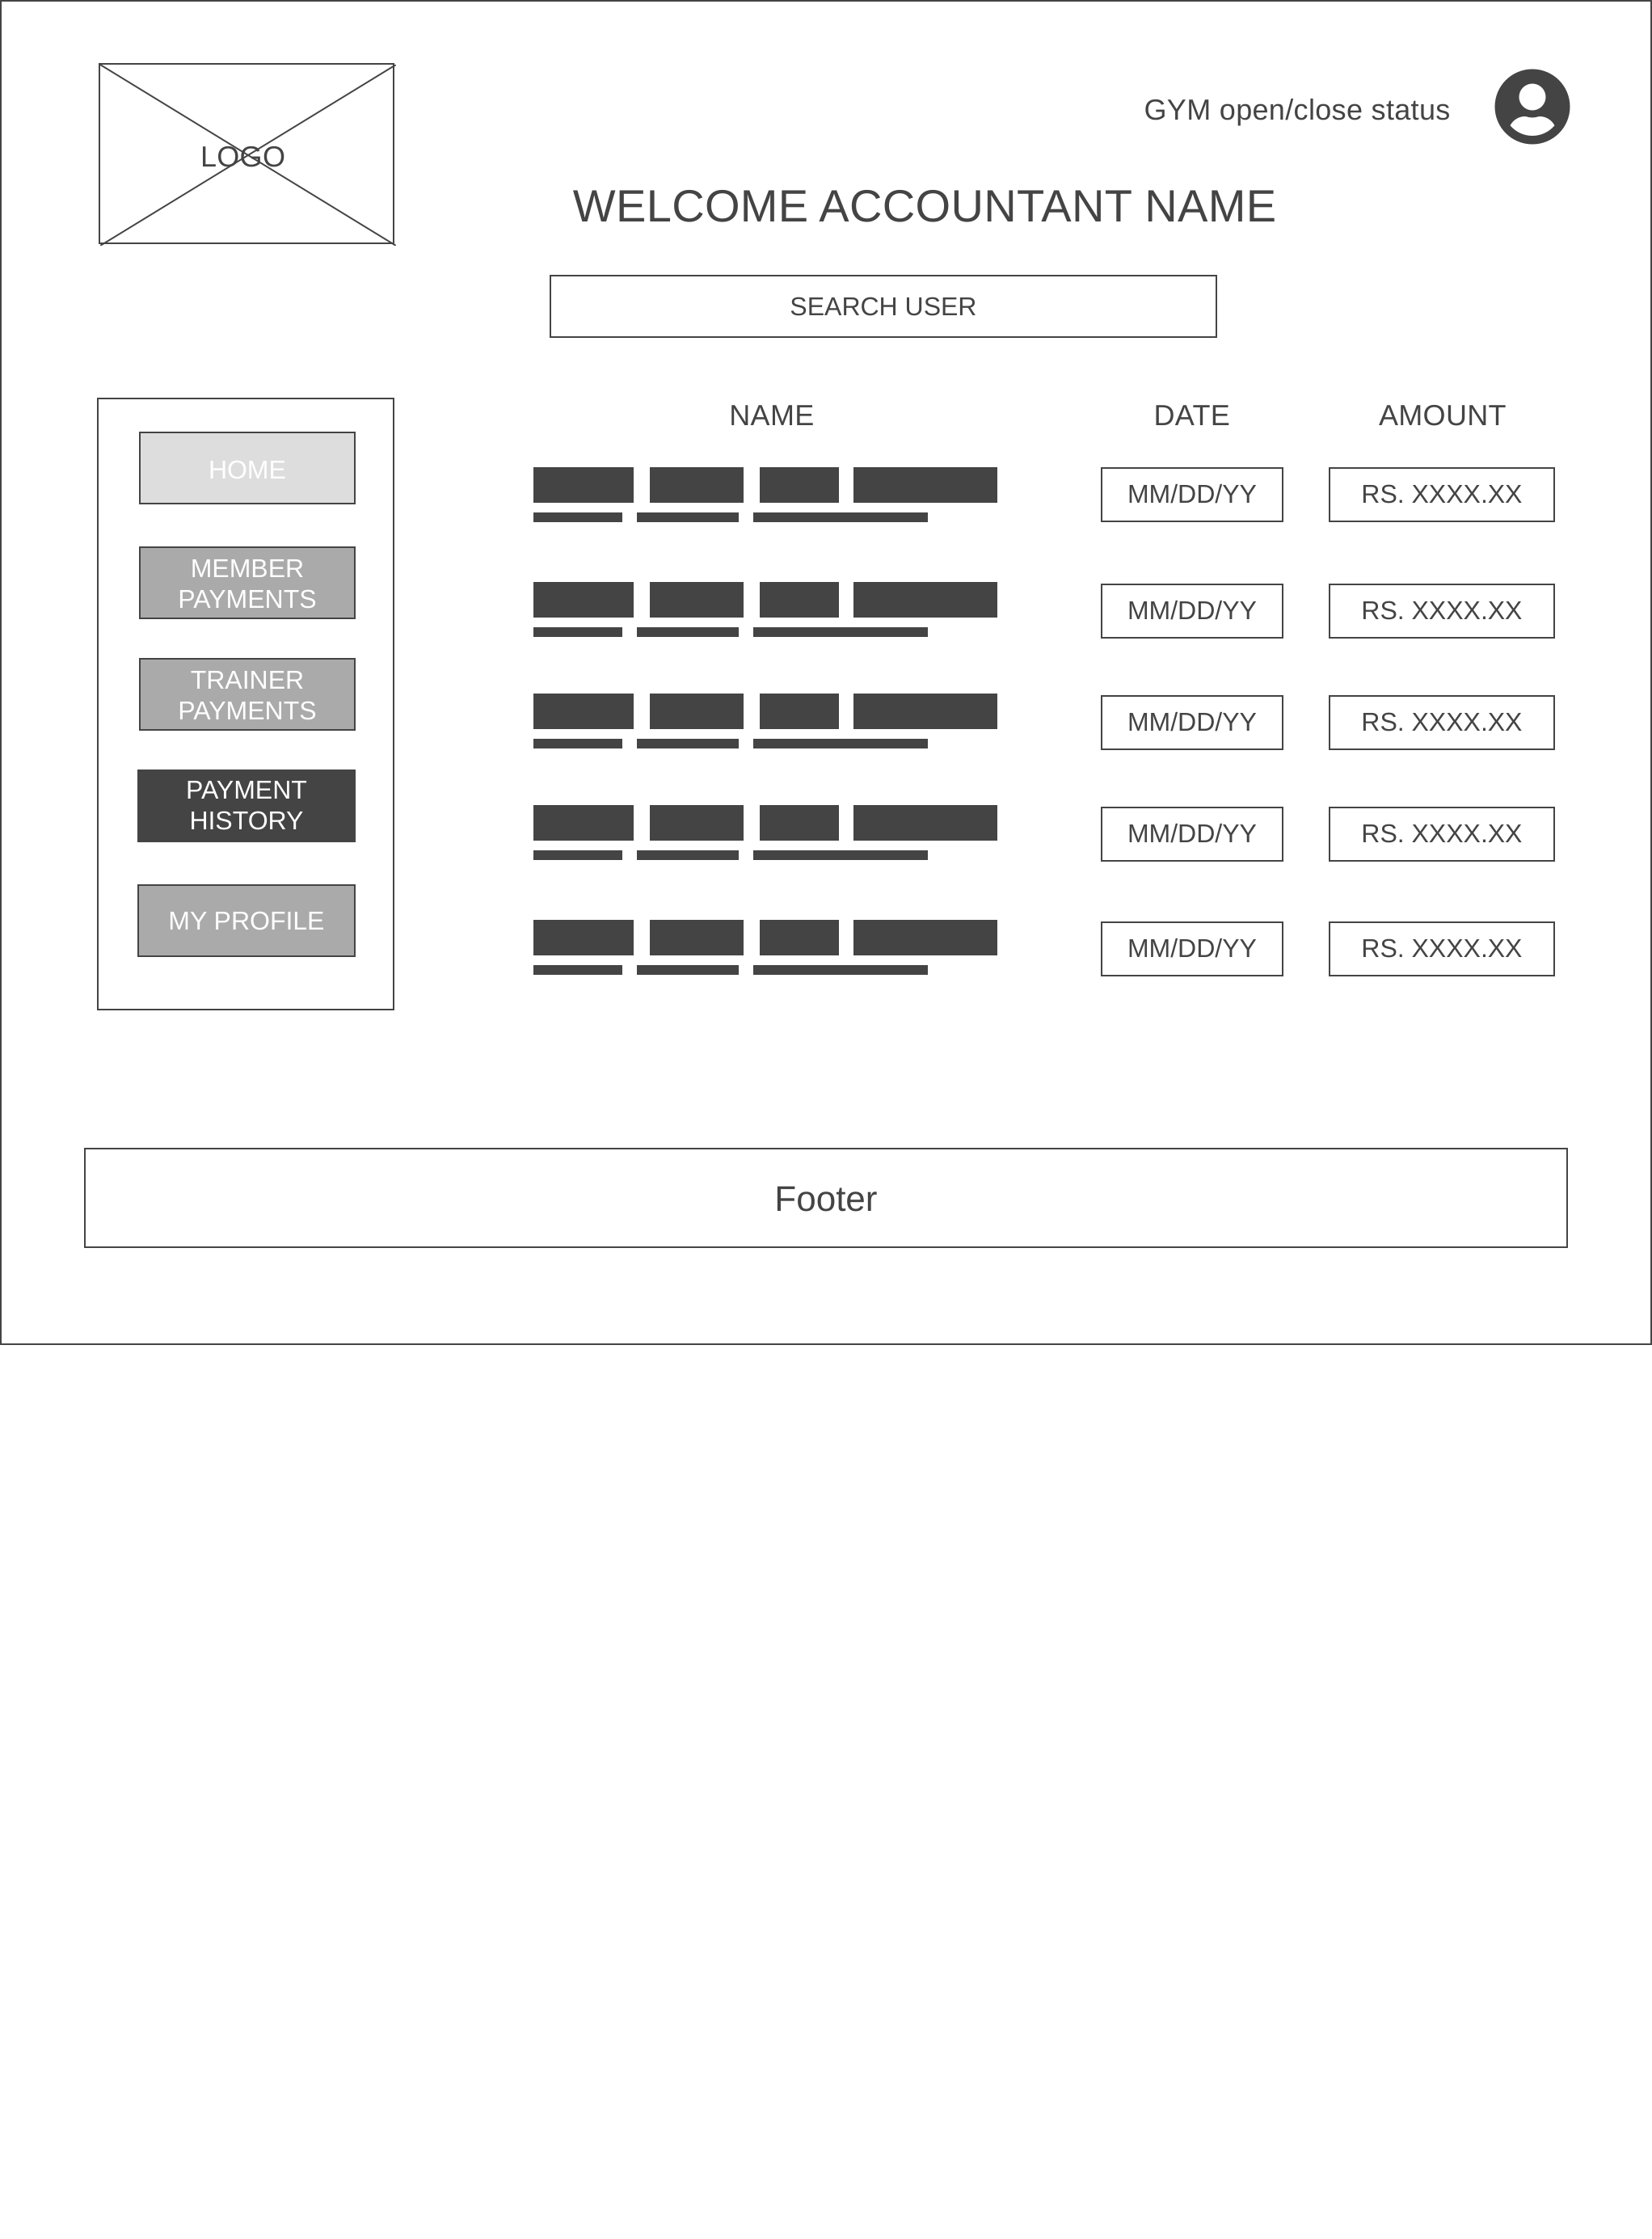 LOGO
GYM open/close status
WELCOME ACCOUNTANT NAME
SEARCH USER
HOME
MEMBER
PAYMENTS
TRAINER
PAYMENTS
PAYMENT
HISTORY
MY PROFILE
NAME DATE AMOUNT
MM/DD/YY RS. XXXX.XX
MM/DD/YY RS. XXXX.XX
MM/DD/YY RS. XXXX.XX
MM/DD/YY RS. XXXX.XX
MM/DD/YY RS. XXXX.XX
Footer